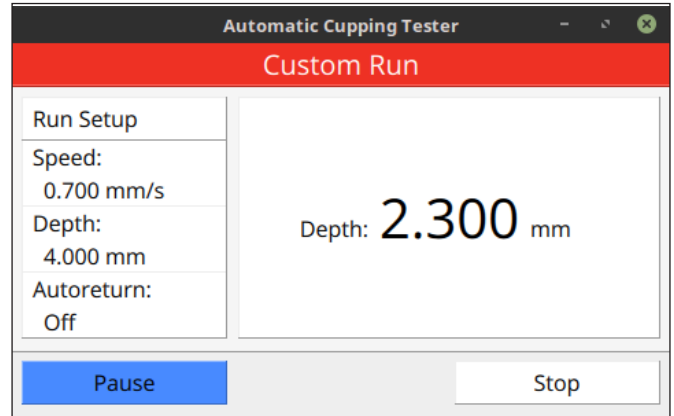 Automatic Cupping Tester
Custom Run
Run Setup
Speed:
0.700 mm/s
Depth:
4.000 mm
Autoreturn:
Off
Depth: 2.300 mm
Pause
Stop